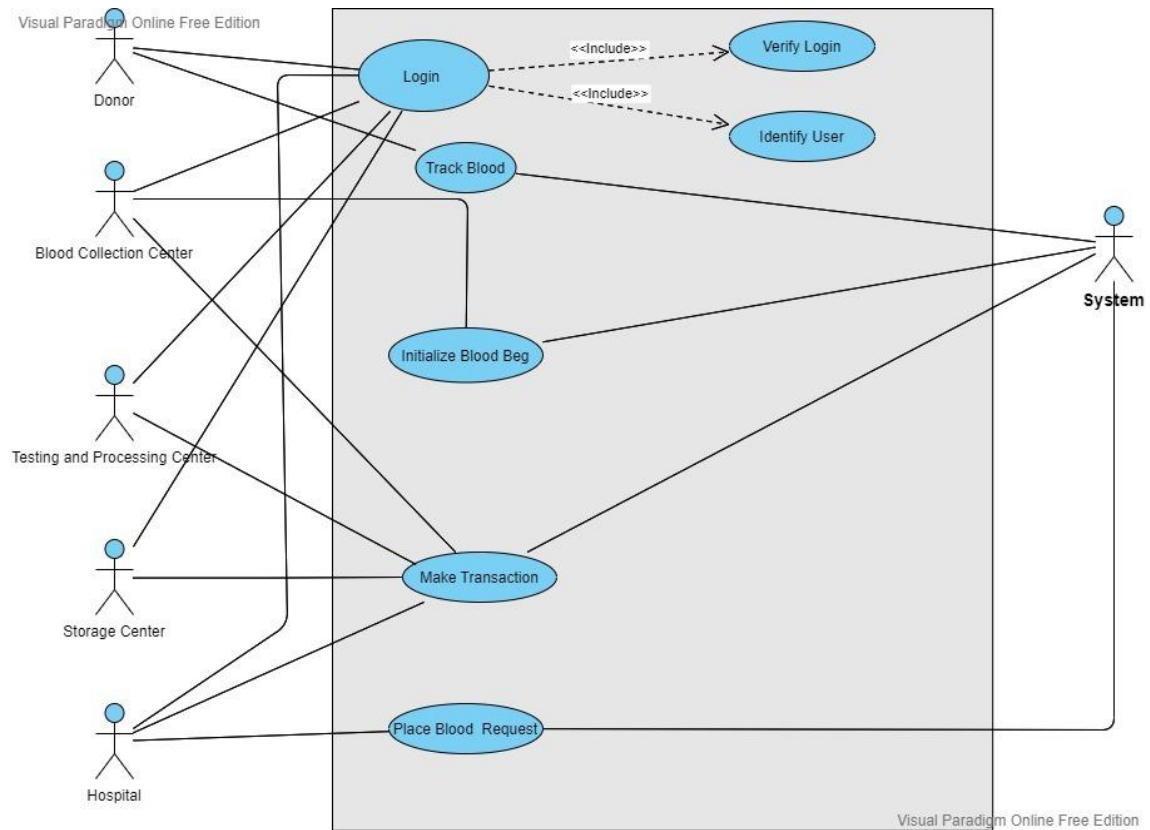 Visual Paradigm Online Free Edition
Donor
Login
<<Include>>
Verify Login
<<Include>>
Identify User
Track Blood
Blood Collection Center
System
Initialize Blood Beg
Testing and Processing Center
Make Transaction
Storage Center
Place Blood Request
Hospital
Visual Paradigm Online Free Edition